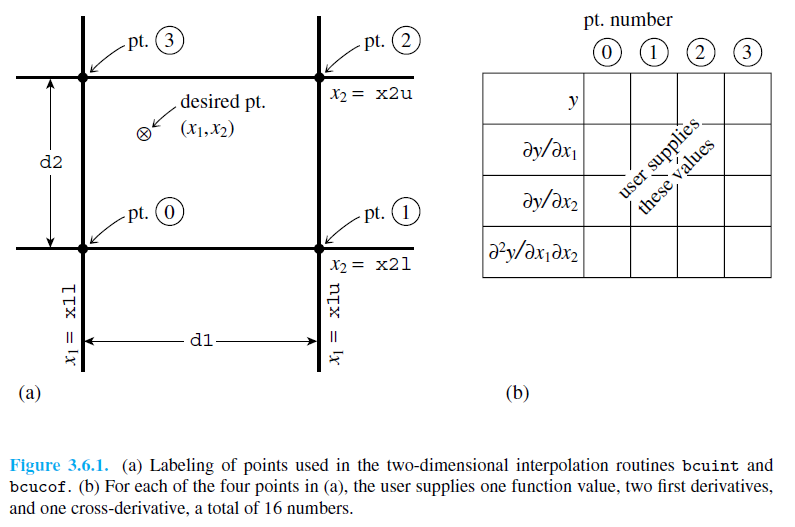 pt. 3
pt. 2
desired pt.
(x₁,x₂)
x₂ = x2u
d2
pt. 0
pt. 1
x₂ = x2l
x₁ = x1l
x₁ = x1u
d1
(a)
pt. number
0 1 2 3
y
∂y/∂x₁
∂y/∂x₂
∂²y/∂x₁∂x₂
user supplies
these values
(b)
Figure 3.6.1. (a) Labeling of points used in the two-dimensional interpolation routines bcuint and
bcucof. (b) For each of the four points in (a), the user supplies one function value, two first derivatives,
and one cross-derivative, a total of 16 numbers.